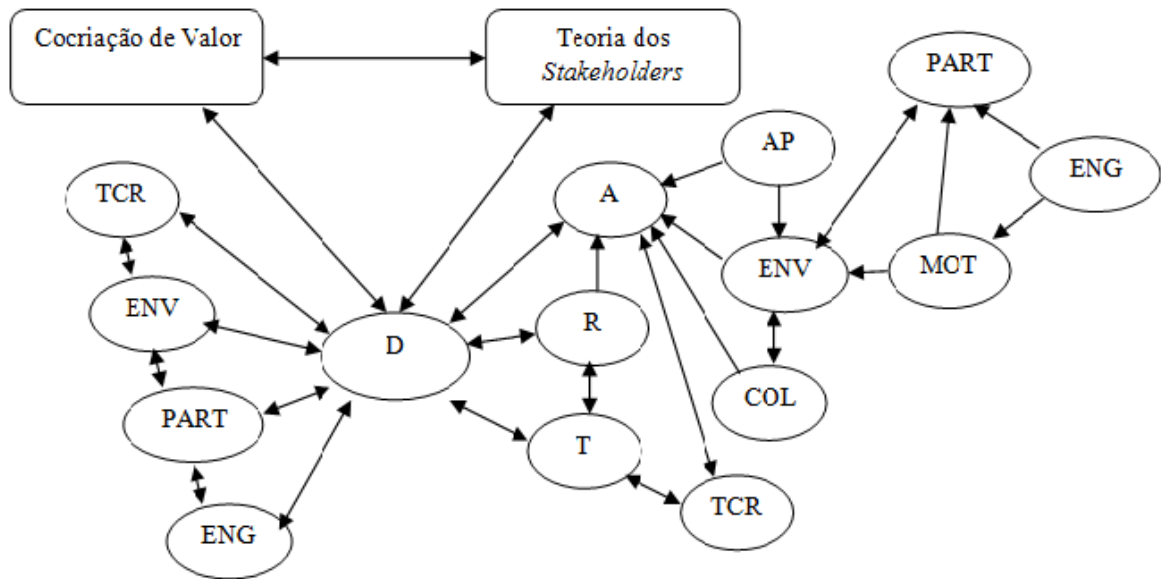 Cocriação de Valor
Teoria dos
Stakeholders
PART
AP
ENG
TCR
A
ENV
MOT
ENV
R
D
COL
PART
T
TCR
ENG